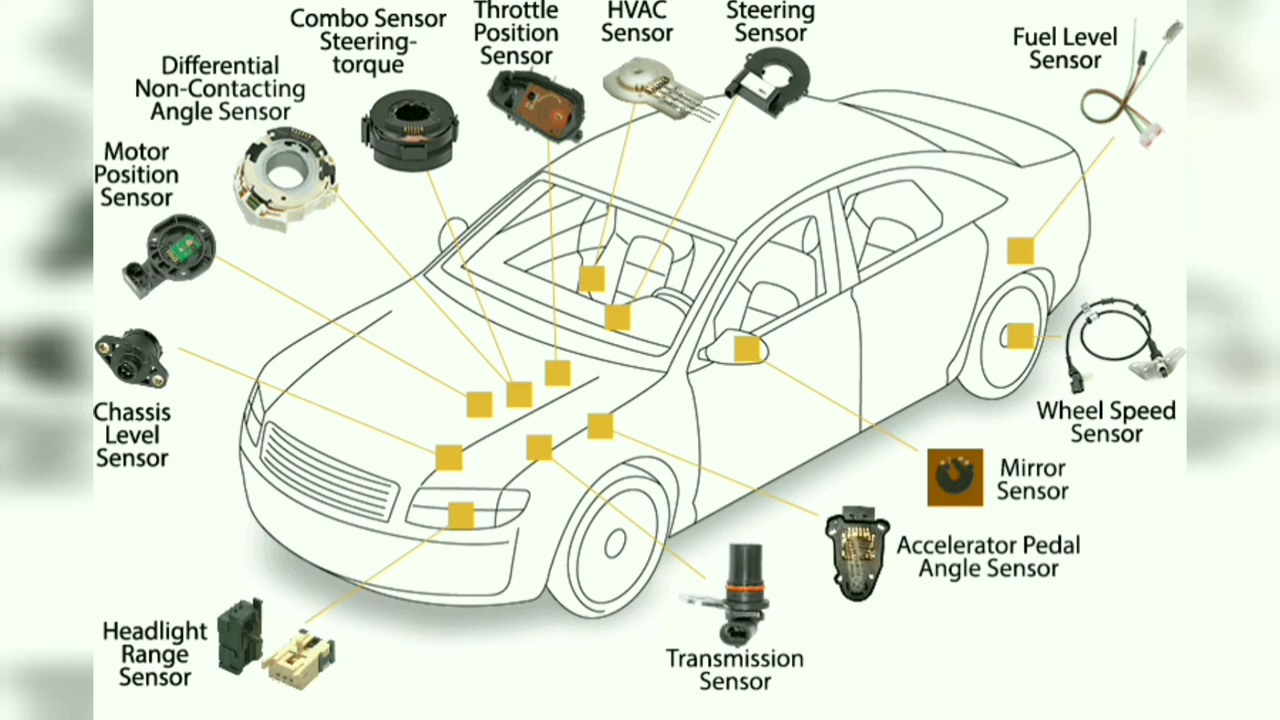 Combo Sensor
Steering-
torque
Throttle
Position
Sensor
HVAC
Sensor
Steering
Sensor
Fuel Level
Sensor
Differential
Non-Contacting
Angle Sensor
Motor
Position
Sensor
Chassis
Level
Sensor
Wheel Speed
Sensor
Mirror
Sensor
Accelerator Pedal
Angle Sensor
Headlight
Range
Sensor
Transmission
Sensor